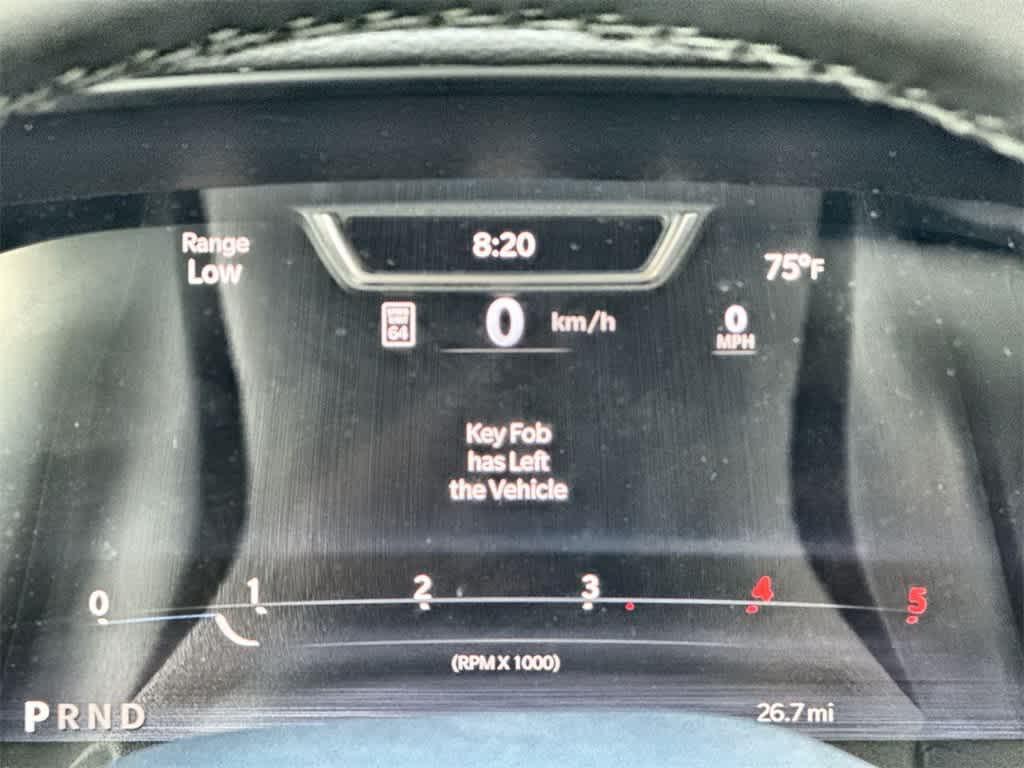 Range
Low
8:20
75°F
64
0 km/h
0
MPH
Key Fob
has Left
the Vehicle
0 1 2 3 4 5
(RPM X 1000)
PRND
26.7 mi